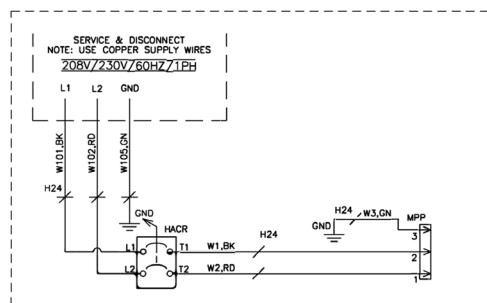 SERVICE & DISCONNECT
NOTE: USE COPPER SUPPLY WIRES
208V/230V/60HZ/1PH
L1 L2 GND
W101,BK
W102,RD
W105,GN
H24
GND
HACR
L1
T1
W1,BK
H24
L2
T2
W2,RD
H24
W3,GN
GND
MPP
3
2
1